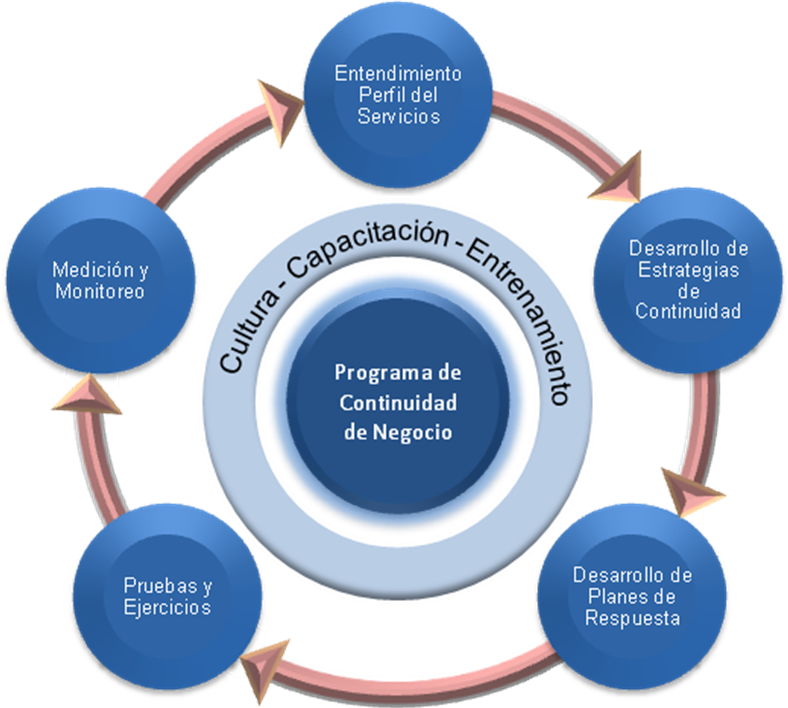 Entendimiento
Perfil del
Servicios
Desarrollo de
Estrategias
de
Continuidad
Desarrollo de
Planes de
Respuesta
Pruebas y
Ejercicios
Medición y
Monitoreo
Cultura - Capacitación - Entrenamiento
Programa de
Continuidad
de Negocio